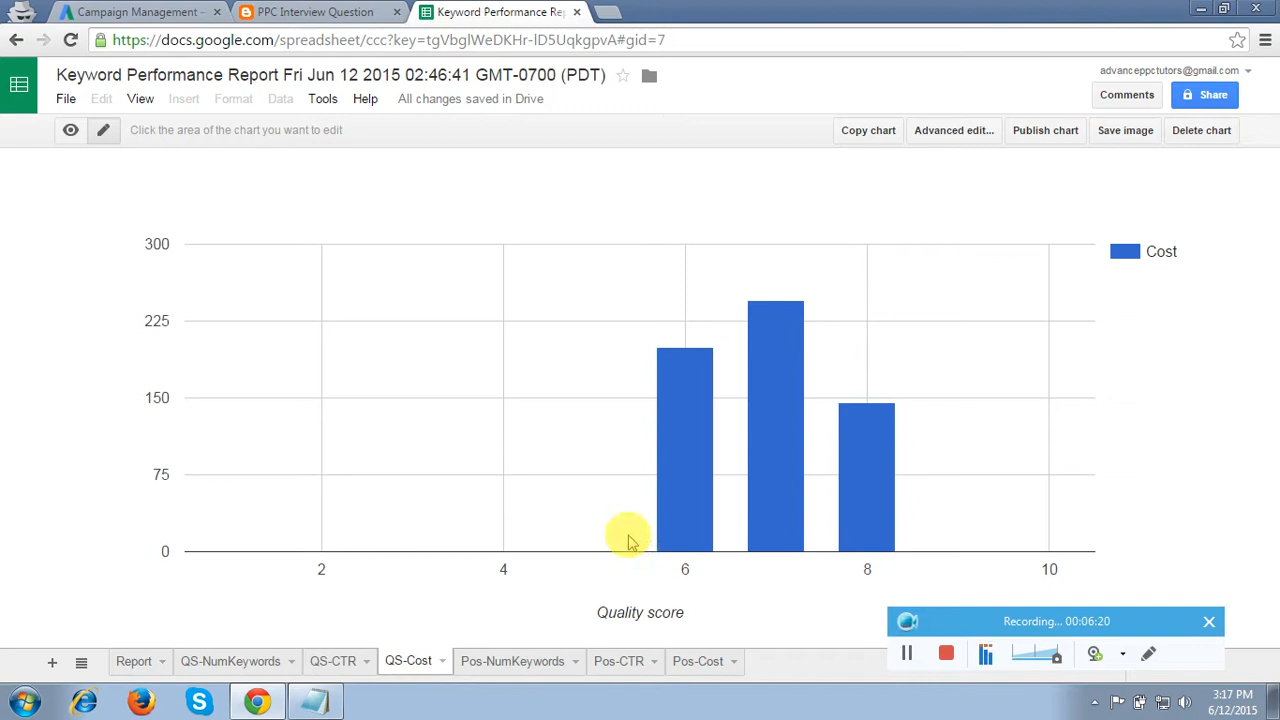 Campaign Management –
PPC Interview Question
Keyword Performance Rep
https://docs.google.com/spreadsheet/ccc?key=tgVbglWeDKHr-lD5UqkgpvA#gid=7
Keyword Performance Report Fri Jun 12 2015 02:46:41 GMT-0700 (PDT)
advanceppctutors@gmail.com
File Edit View Insert Format Data Tools Help All changes saved in Drive
Comments
Share
Click the area of the chart you want to edit
Copy chart
Advanced edit...
Publish chart
Save image
Delete chart
300
225
150
75
0
Cost
2 4 6 8 10
Quality score
Recording... 00:06:20
Report QS-NumKeywords QS-CTR QS-Cost Pos-NumKeywords Pos-CTR Pos-Cost
3:17 PM
6/12/2015